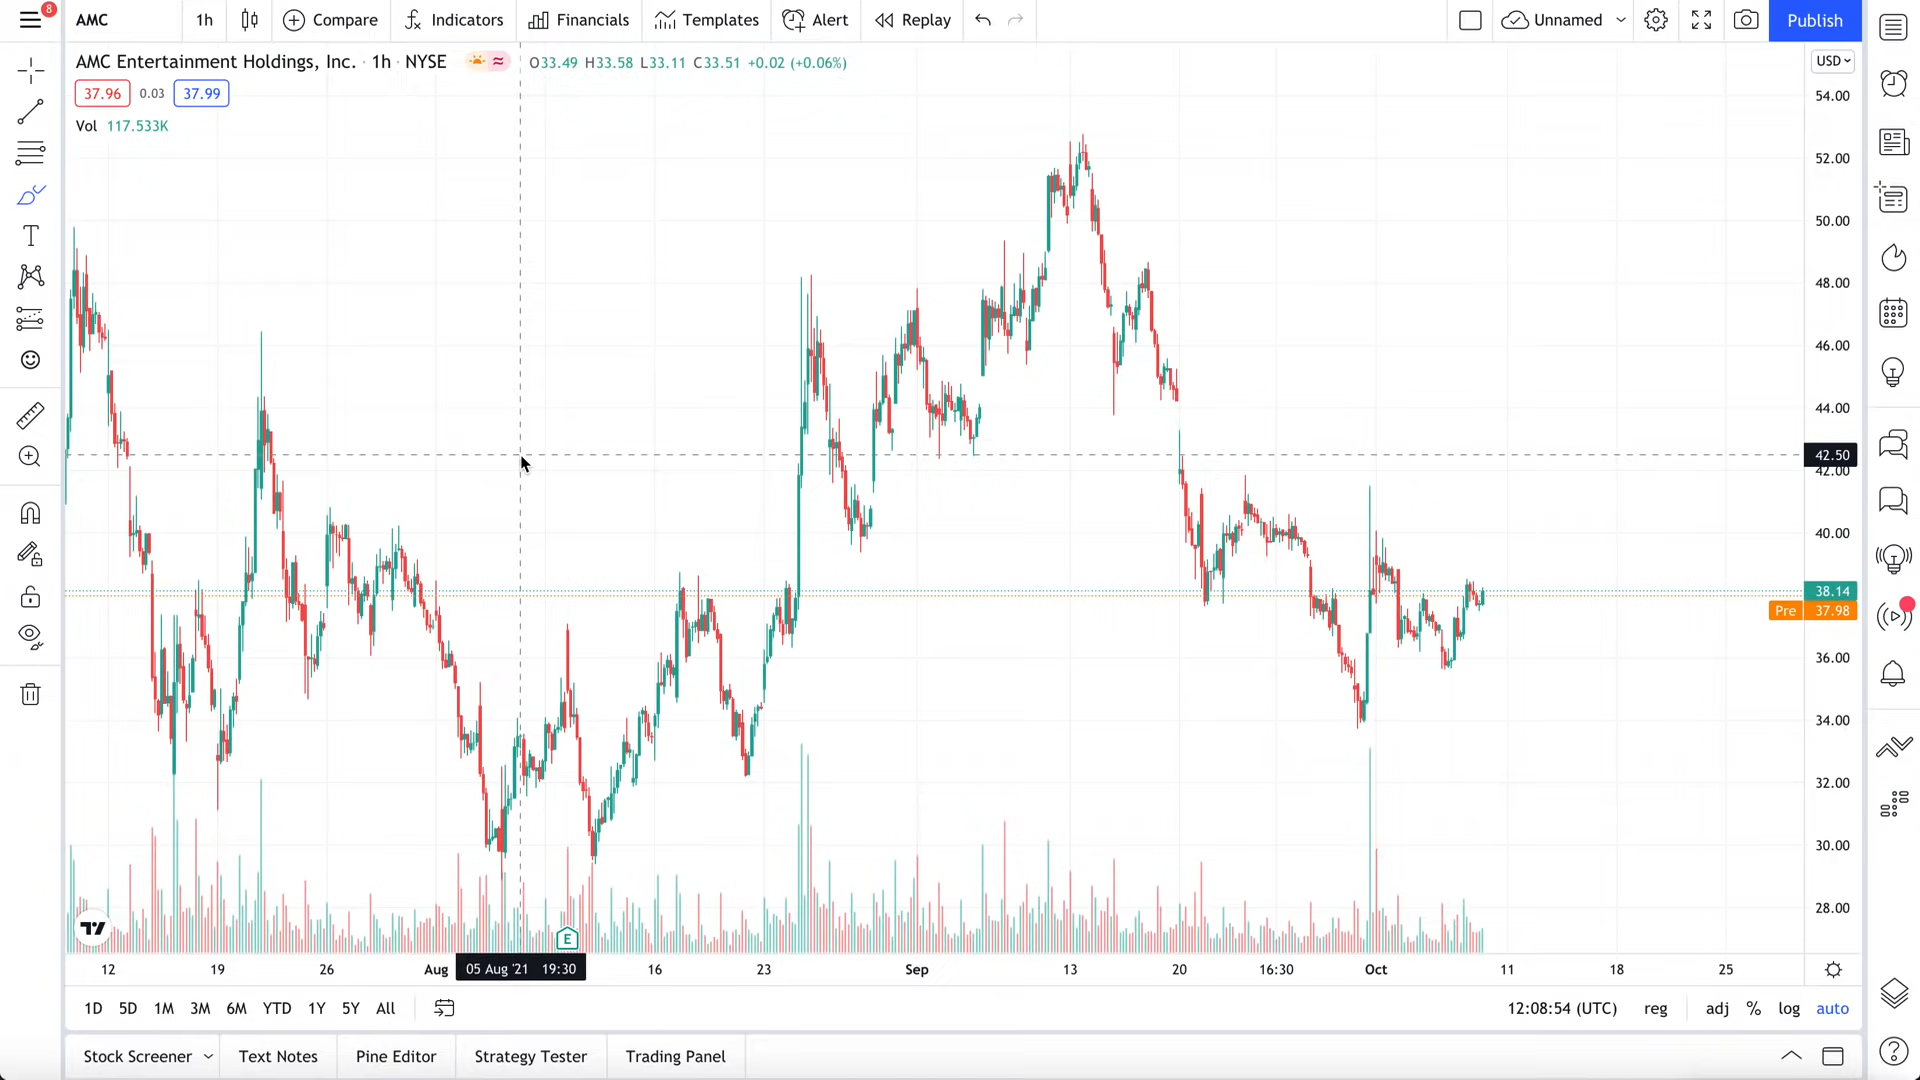 8
AMC 1h Compare Indicators Financials Templates Alert Replay Unnamed Publish
AMC Entertainment Holdings, Inc. · 1h · NYSE O33.49 H33.58 L33.11 C33.51 +0.02 (+0.06%)
USD
37.96 0.03 37.99
Vol 117.533K
54.00
52.00
50.00
48.00
46.00
44.00
42.50
42.00
40.00
38.14
Pre 37.98
36.00
34.00
32.00
30.00
28.00
E
12 19 26 Aug 05 Aug '21 19:30 16 23 Sep 13 20 16:30 Oct 11 18 25
1D 5D 1M 3M 6M YTD 1Y 5Y All 12:08:54 (UTC) reg adj % log auto
Stock Screener Text Notes Pine Editor Strategy Tester Trading Panel